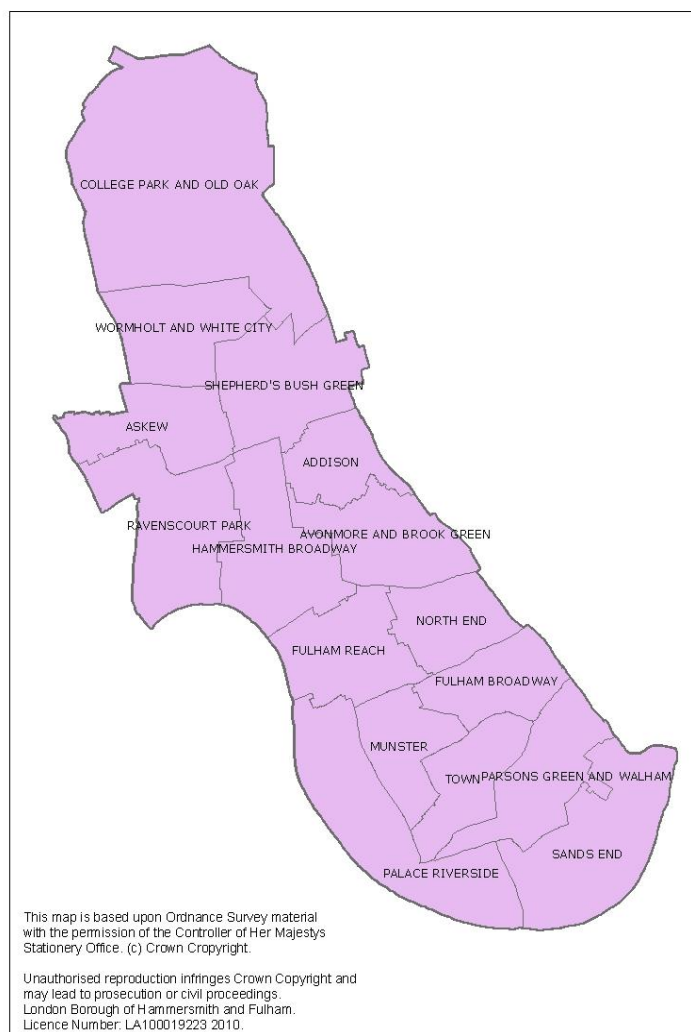 COLLEGE PARK AND OLD OAK
WORMHOLT AND WHITE CITY
SHEPHERD'S BUSH GREEN
ASKEW
ADDISON
RAVENSCOURT PARK
AVONMORE AND BROOK GREEN
HAMMERSMITH BROADWAY
NORTH END
FULHAM REACH
FULHAM BROADWAY
MUNSTER
TOWN
PARSONS GREEN AND WALHAM
SANDS END
PALACE RIVERSIDE
This map is based upon Ordnance Survey material
with the permission of the Controller of Her Majestys
Stationery Office. (c) Crown Cropyright.
Unauthorised reproduction infringes Crown Copyright and
may lead to prosecution or civil proceedings.
London Borough of Hammersmith and Fulham.
Licence Number: LA100019223 2010.